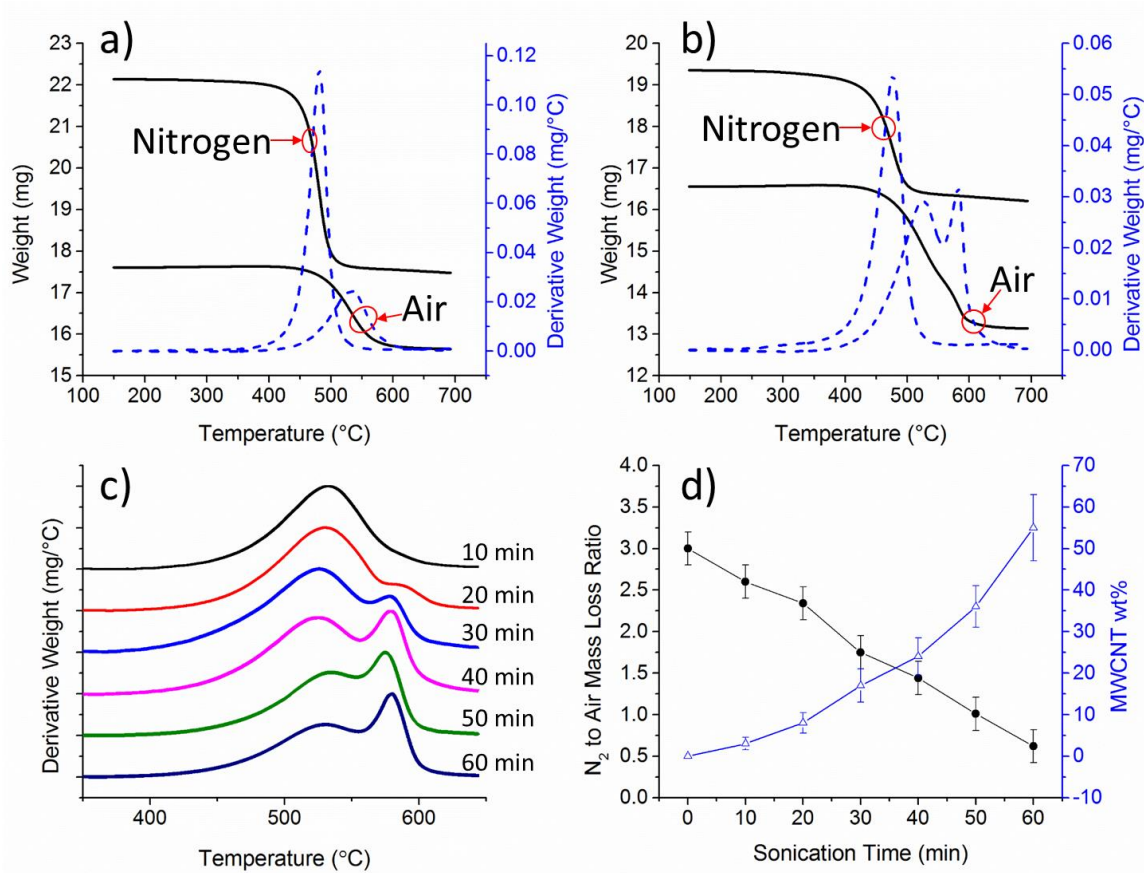 a)
23
22
21
20
19
18
17
16
15
Weight (mg)
Nitrogen
Air
0.12
0.10
0.08
0.06
0.04
0.02
0.00
Derivative Weight (mg/°C)
100 200 300 400 500 600 700
Temperature (°C)
b)
20
19
18
17
16
15
14
13
12
Weight (mg)
Nitrogen
Air
0.06
0.05
0.04
0.03
0.02
0.01
0.00
Derivative Weight (mg/°C)
100 200 300 400 500 600 700
Temperature (°C)
c)
Derivative Weight (mg/°C)
10 min
20 min
30 min
40 min
50 min
60 min
400 500 600
Temperature (°C)
d)
4.0
3.5
3.0
2.5
2.0
1.5
1.0
0.5
0.0
N₂ to Air Mass Loss Ratio
70
60
50
40
30
20
10
0
-10
MWCNT wt%
0 10 20 30 40 50 60
Sonication Time (min)